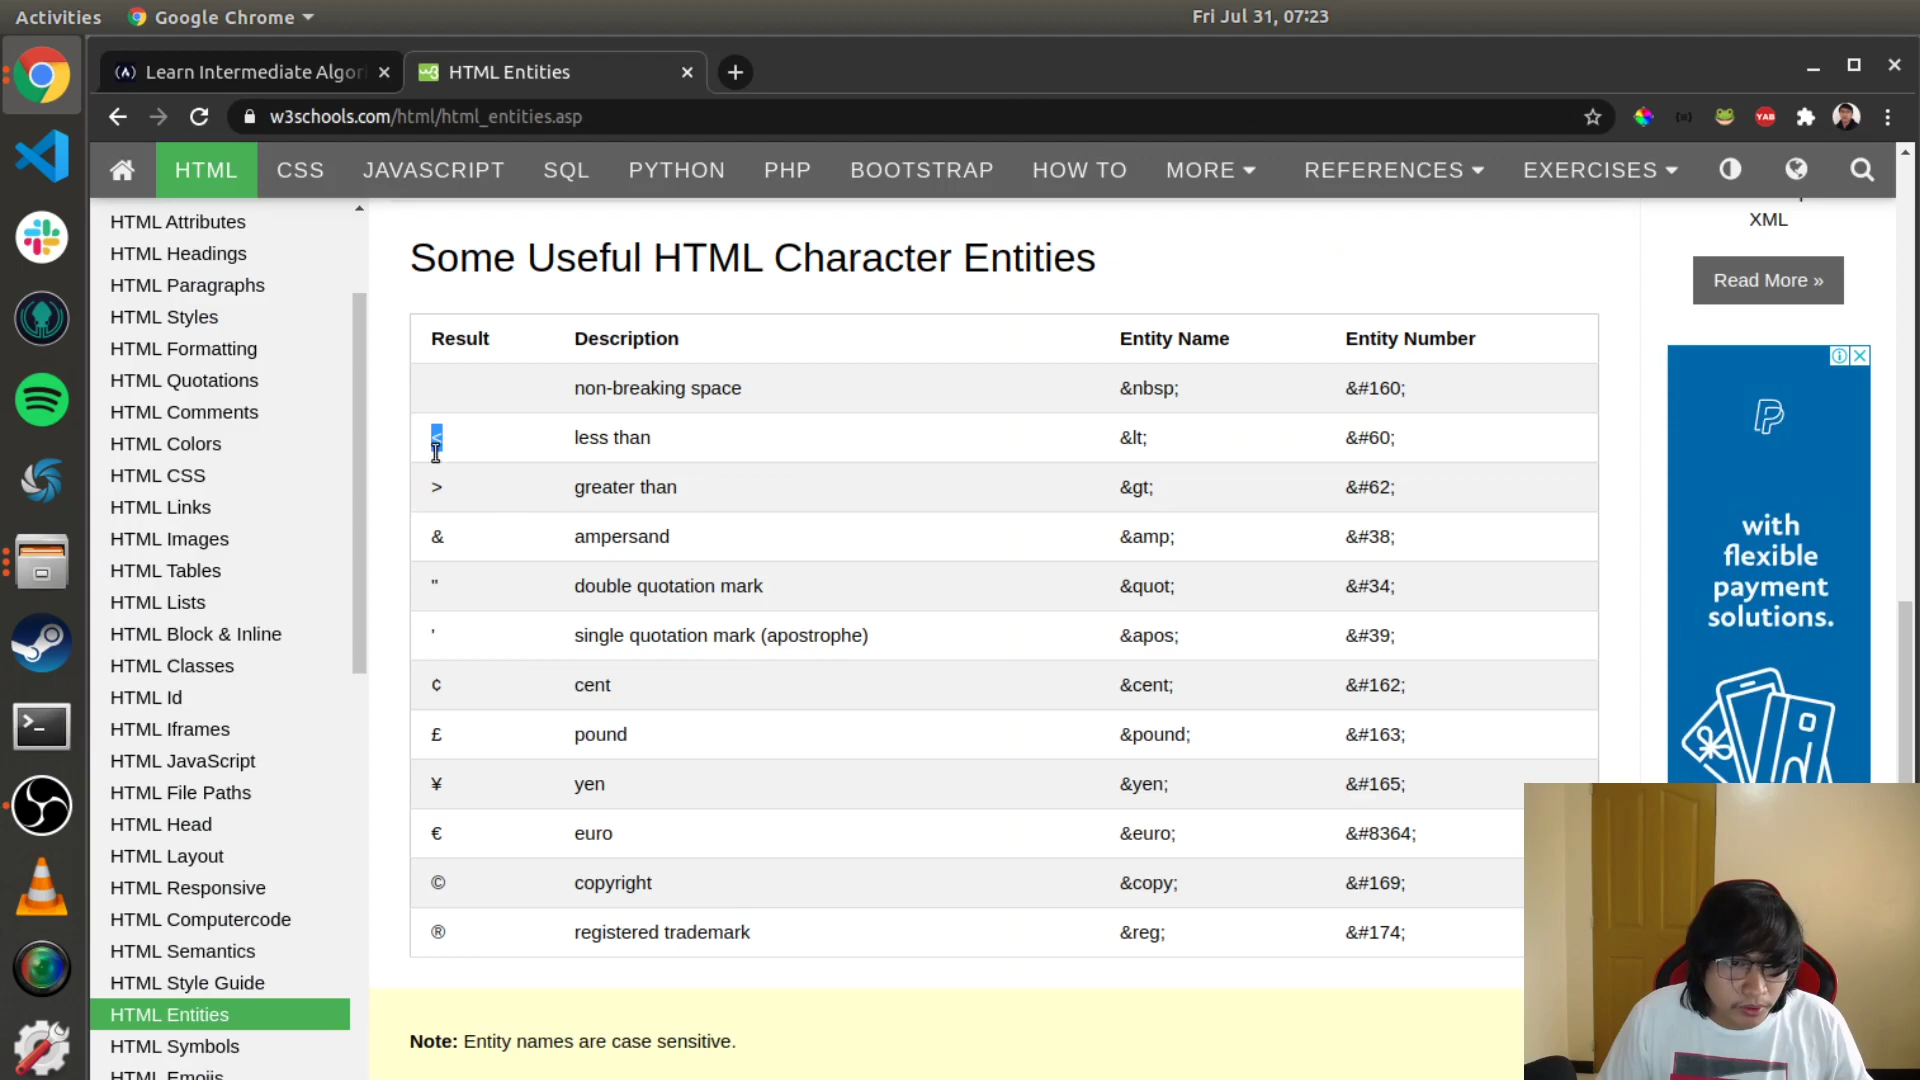 Activities
Google Chrome
Fri Jul 31, 07:23
Learn Intermediate Algori
HTML Entities
w3schools.com/html/html_entities.asp
YAB
HTML
CSS
JAVASCRIPT
SQL
PYTHON
PHP
BOOTSTRAP
HOW TO
MORE
REFERENCES
EXERCISES
HTML Attributes
HTML Headings
HTML Paragraphs
HTML Styles
HTML Formatting
HTML Quotations
HTML Comments
HTML Colors
HTML CSS
HTML Links
HTML Images
HTML Tables
HTML Lists
HTML Block & Inline
HTML Classes
HTML Id
HTML Iframes
HTML JavaScript
HTML File Paths
HTML Head
HTML Layout
HTML Responsive
HTML Computercode
HTML Semantics
HTML Style Guide
HTML Entities
HTML Symbols
HTML Emojis
Some Useful HTML Character Entities
Result Description Entity Name Entity Number
non-breaking space &nbsp; &#160;
< less than &lt; &#60;
> greater than &gt; &#62;
& ampersand &amp; &#38;
" double quotation mark &quot; &#34;
' single quotation mark (apostrophe) &apos; &#39;
¢ cent &cent; &#162;
£ pound &pound; &#163;
¥ yen &yen; &#165;
€ euro &euro; &#8364;
© copyright &copy; &#169;
® registered trademark &reg; &#174;
Note: Entity names are case sensitive.
XML
Read More »
with
flexible
payment
solutions.